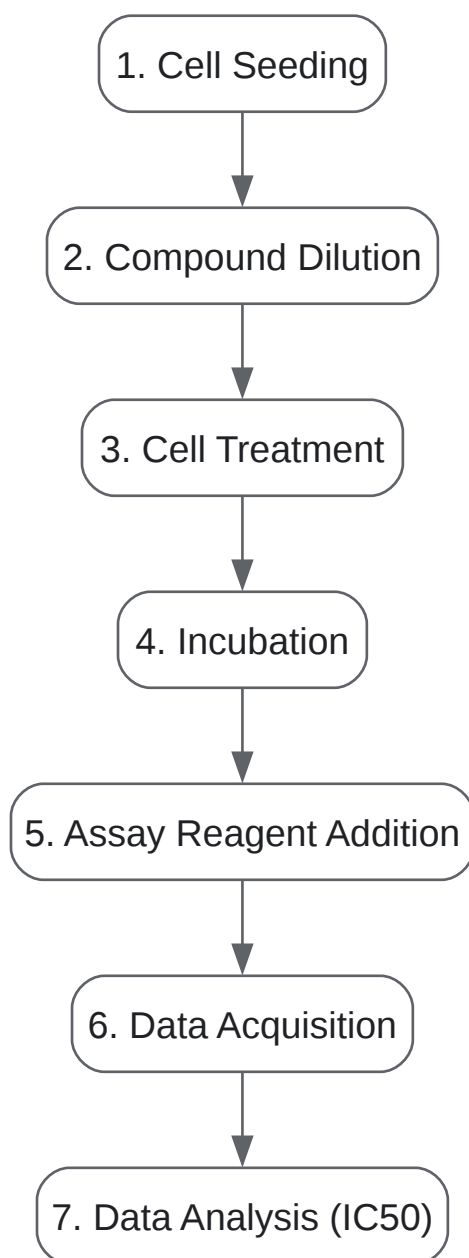 1. Cell Seeding
2. Compound Dilution
3. Cell Treatment
4. Incubation
5. Assay Reagent Addition
6. Data Acquisition
7. Data Analysis (IC50)